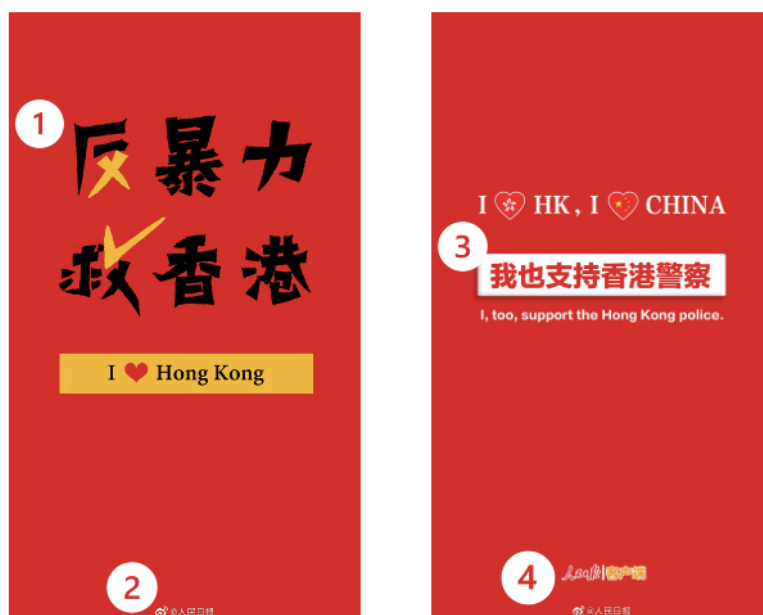 1
反暴力
救香港
I ❤ Hong Kong
2
@人民日报
I ❤ HK, I ❤ CHINA
3
我也支持香港警察
I, too, support the Hong Kong police.
4
人民日报|客户端
@人民日报